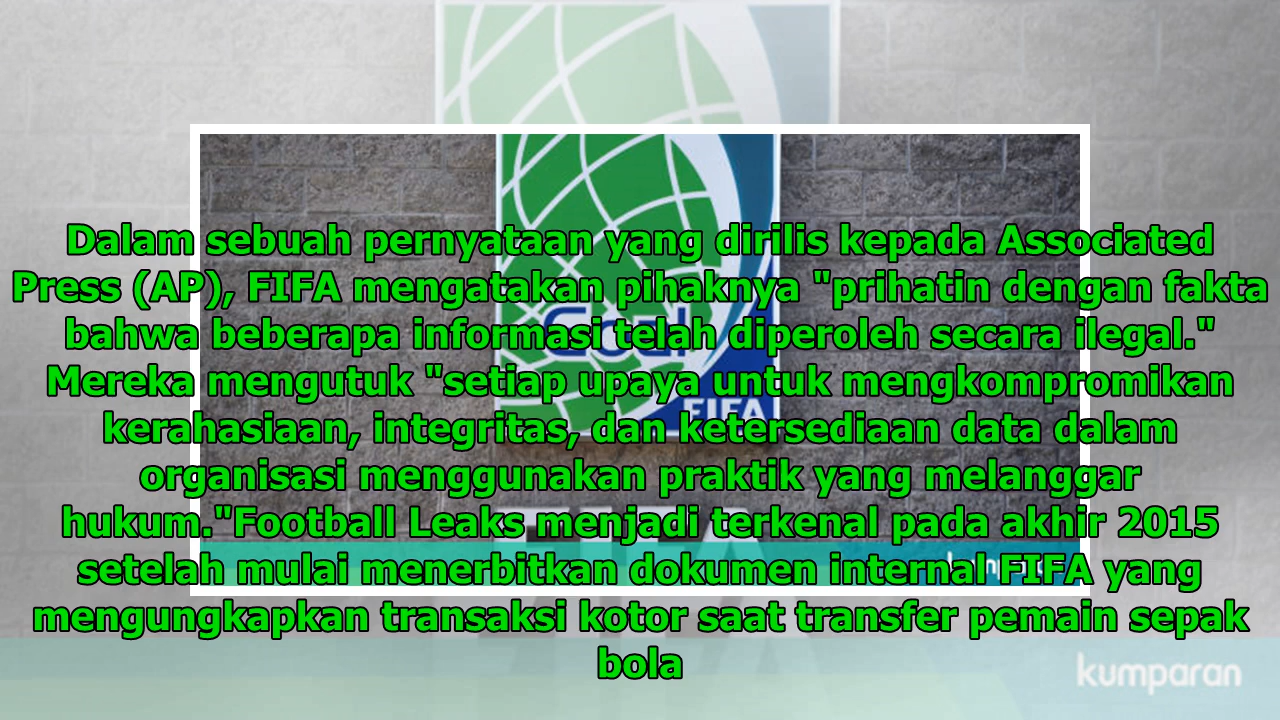 Dalam sebuah pernyataan yang dirilis kepada Associated
Press (AP), FIFA mengatakan pihaknya "prihatin dengan fakta
bahwa beberapa informasi telah diperoleh secara ilegal."
Mereka mengutuk "setiap upaya untuk mengkompromikan
kerahasiaan, integritas, dan ketersediaan data dalam
organisasi menggunakan praktik yang melanggar
hukum."Football Leaks menjadi terkenal pada akhir 2015
setelah mulai menerbitkan dokumen internal FIFA yang
mengungkapkan transaksi kotor saat transfer pemain sepak
bola
Goal
FIFA
kumparan